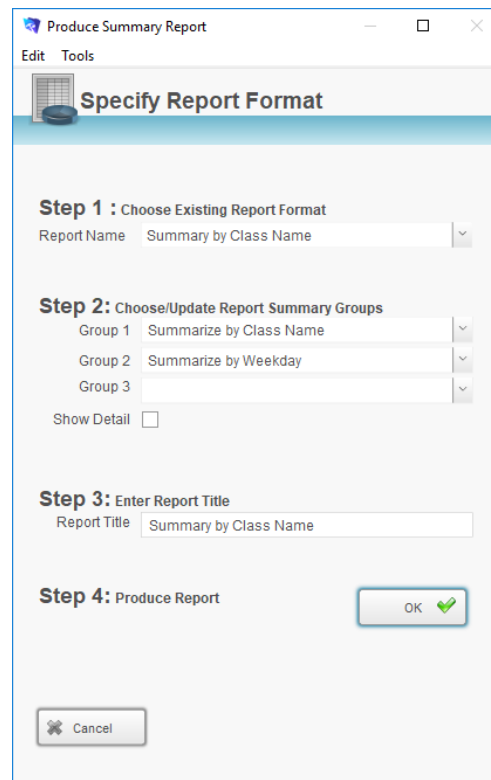 Produce Summary Report
Edit Tools
Specify Report Format
Step 1 : Choose Existing Report Format
Report Name Summary by Class Name
Step 2: Choose/Update Report Summary Groups
Group 1 Summarize by Class Name
Group 2 Summarize by Weekday
Group 3
Show Detail
Step 3: Enter Report Title
Report Title Summary by Class Name
Step 4: Produce Report
OK
Cancel